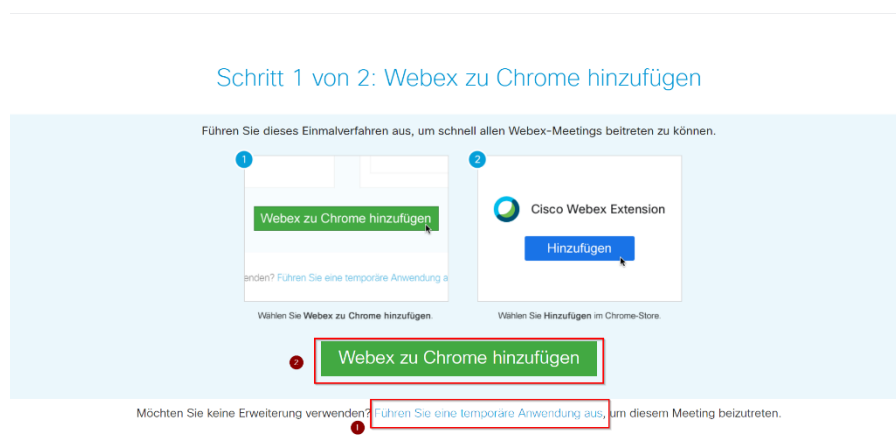 Schritt 1 von 2: Webex zu Chrome hinzufügen
Führen Sie dieses Einmalverfahren aus, um schnell allen Webex-Meetings beitreten zu können.
1
Webex zu Chrome hinzufügen
enden? Führen Sie eine temporäre Anwendung a
Wählen Sie Webex zu Chrome hinzufügen.
2
Cisco Webex Extension
Hinzufügen
Wählen Sie Hinzufügen im Chrome-Store.
2
Webex zu Chrome hinzufügen
Möchten Sie keine Erweiterung verwenden? Führen Sie eine temporäre Anwendung aus, um diesem Meeting beizutreten.
1